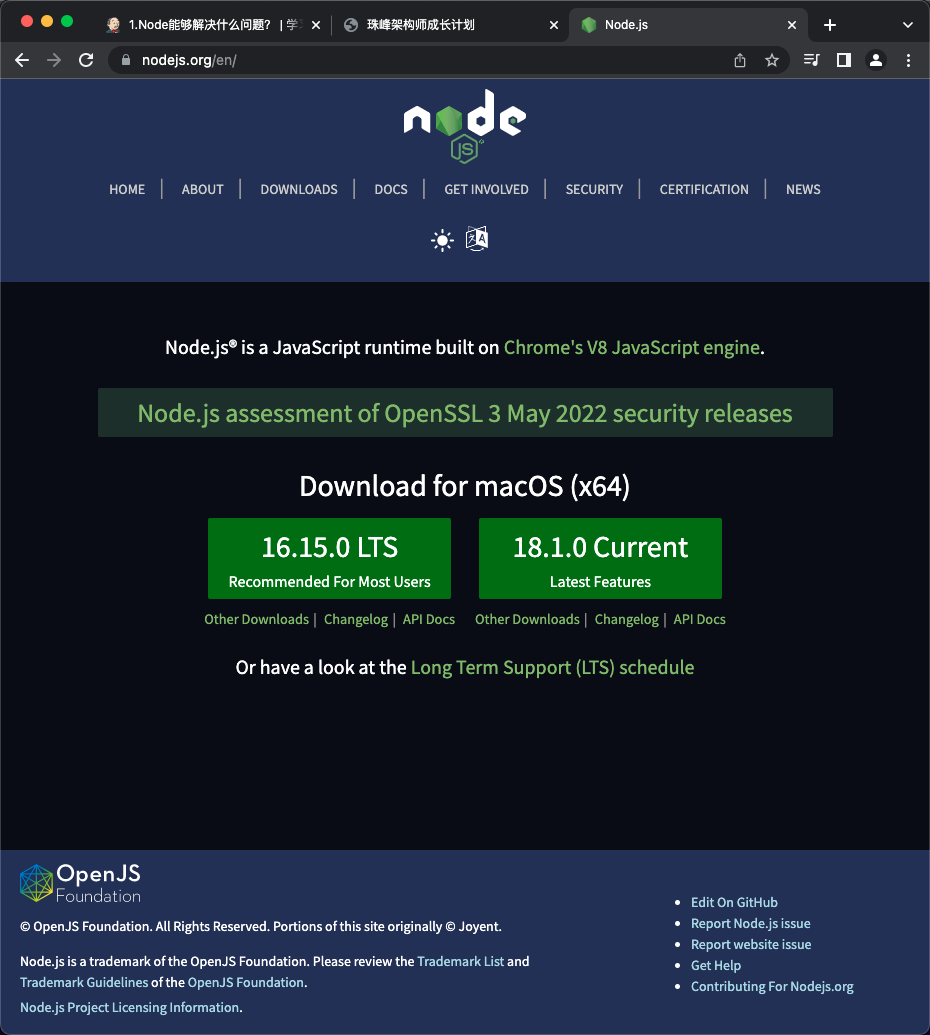 1.Node能够解决什么问题? | 学
珠峰架构师成长计划
Node.js
nodejs.org/en/
node
JS
HOME | ABOUT | DOWNLOADS | DOCS | GET INVOLVED | SECURITY | CERTIFICATION | NEWS
Node.js® is a JavaScript runtime built on Chrome's V8 JavaScript engine.
Node.js assessment of OpenSSL 3 May 2022 security releases
Download for macOS (x64)
16.15.0 LTS
Recommended For Most Users
18.1.0 Current
Latest Features
Other Downloads | Changelog | API Docs
Other Downloads | Changelog | API Docs
Or have a look at the Long Term Support (LTS) schedule
OpenJS
Foundation
© OpenJS Foundation. All Rights Reserved. Portions of this site originally © Joyent.
Node.js is a trademark of the OpenJS Foundation. Please review the Trademark List and
Trademark Guidelines of the OpenJS Foundation.
Node.js Project Licensing Information.
Edit On GitHub
Report Node.js issue
Report website issue
Get Help
Contributing For Nodejs.org